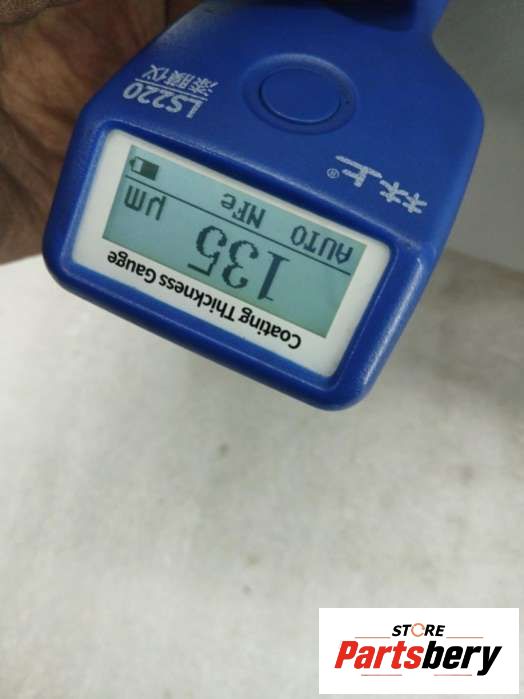 Coating Thickness Gauge
135
AUTO NFe µm
林上®
LS220
漆膜仪
STORE
Partsbery